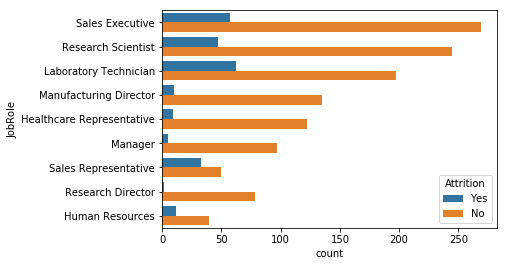 Sales Executive
Research Scientist
Laboratory Technician
Manufacturing Director
Healthcare Representative
Manager
Sales Representative
Research Director
Human Resources
JobRole
Attrition
Yes
No
0 50 100 150 200 250
count